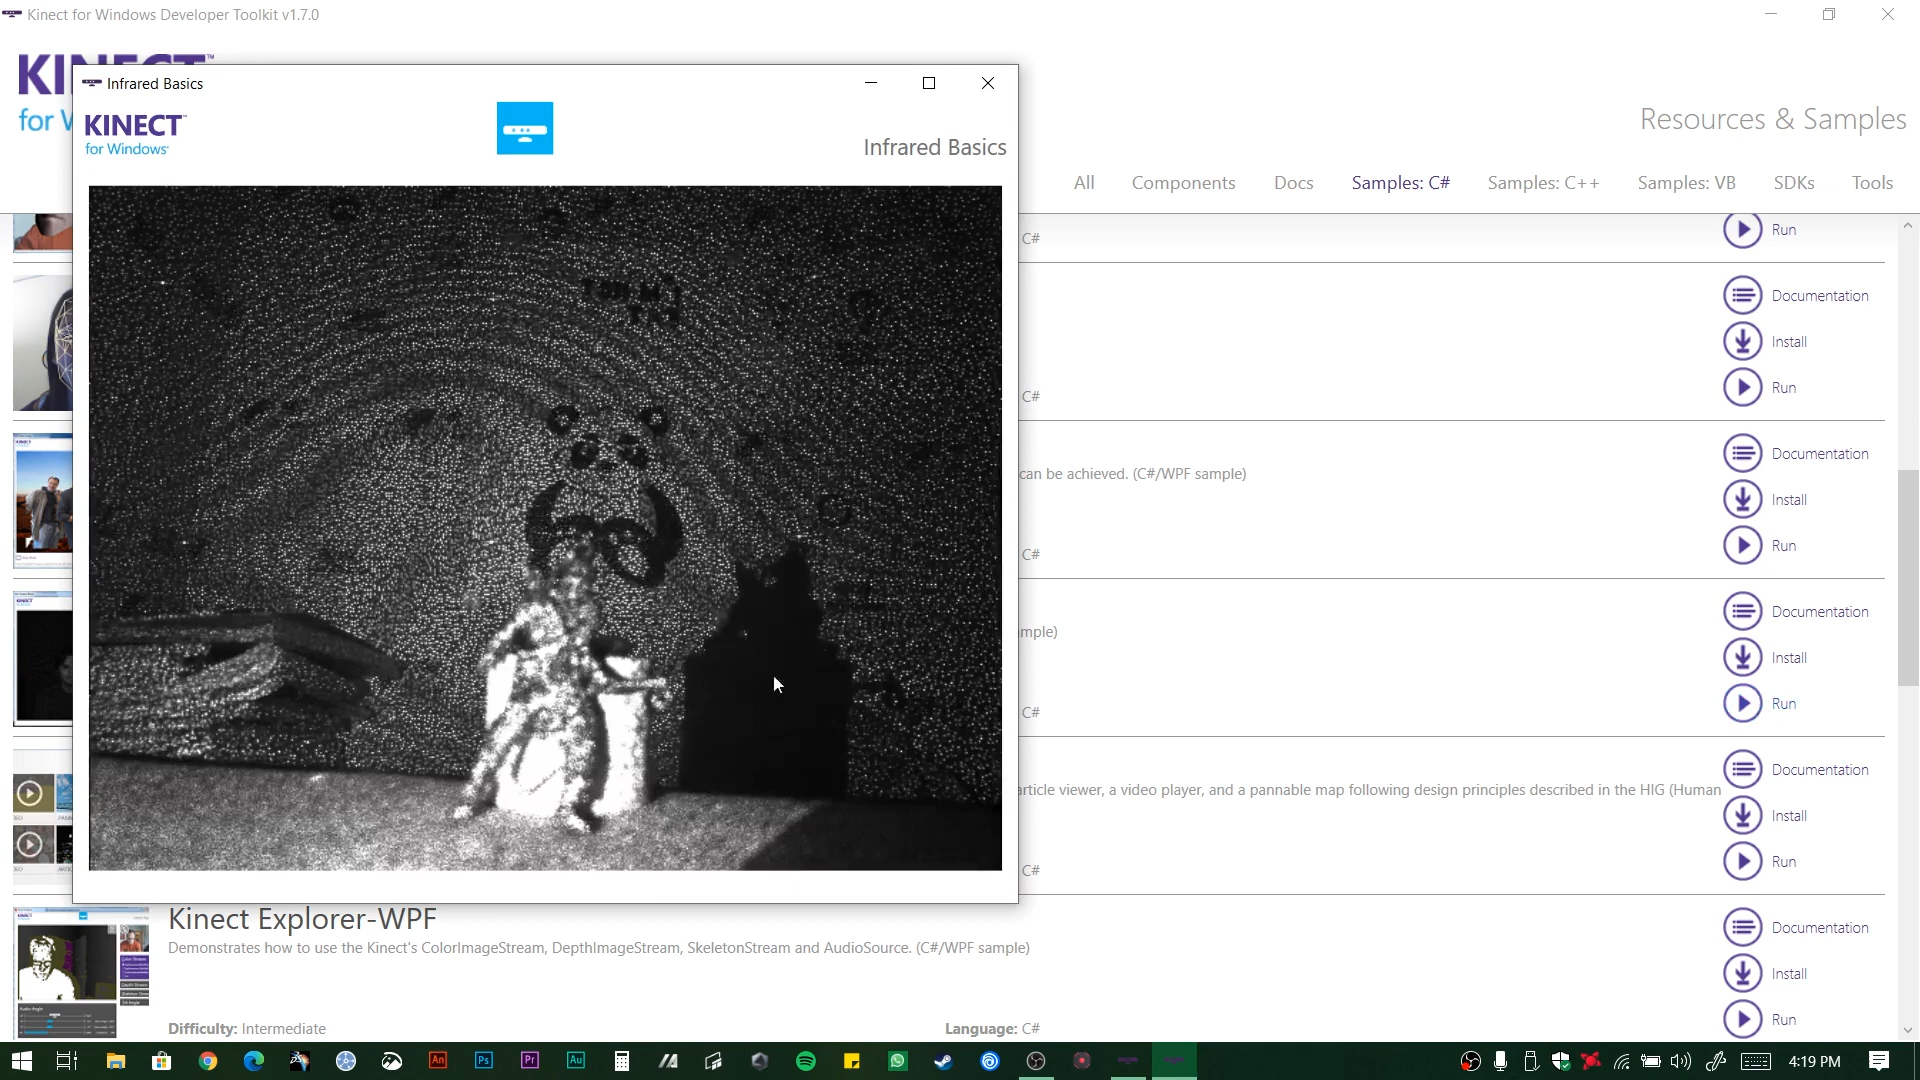 Kinect for Windows Developer Toolkit v1.7.0
Infrared Basics
KINECT™
for Windows
Infrared Basics
Resources & Samples
All
Components
Docs
Samples: C#
Samples: C++
Samples: VB
SDKs
Tools
C#
Run
Documentation
Install
C#
Run
can be achieved. (C#/WPF sample)
Documentation
Install
C#
Run
mple)
Documentation
Install
C#
Run
article viewer, a video player, and a pannable map following design principles described in the HIG (Human
Documentation
Install
C#
Run
Kinect Explorer-WPF
Demonstrates how to use the Kinect's ColorImageStream, DepthImageStream, SkeletonStream and AudioSource. (C#/WPF sample)
Documentation
Install
Difficulty: Intermediate
Language: C#
Run
4:19 PM